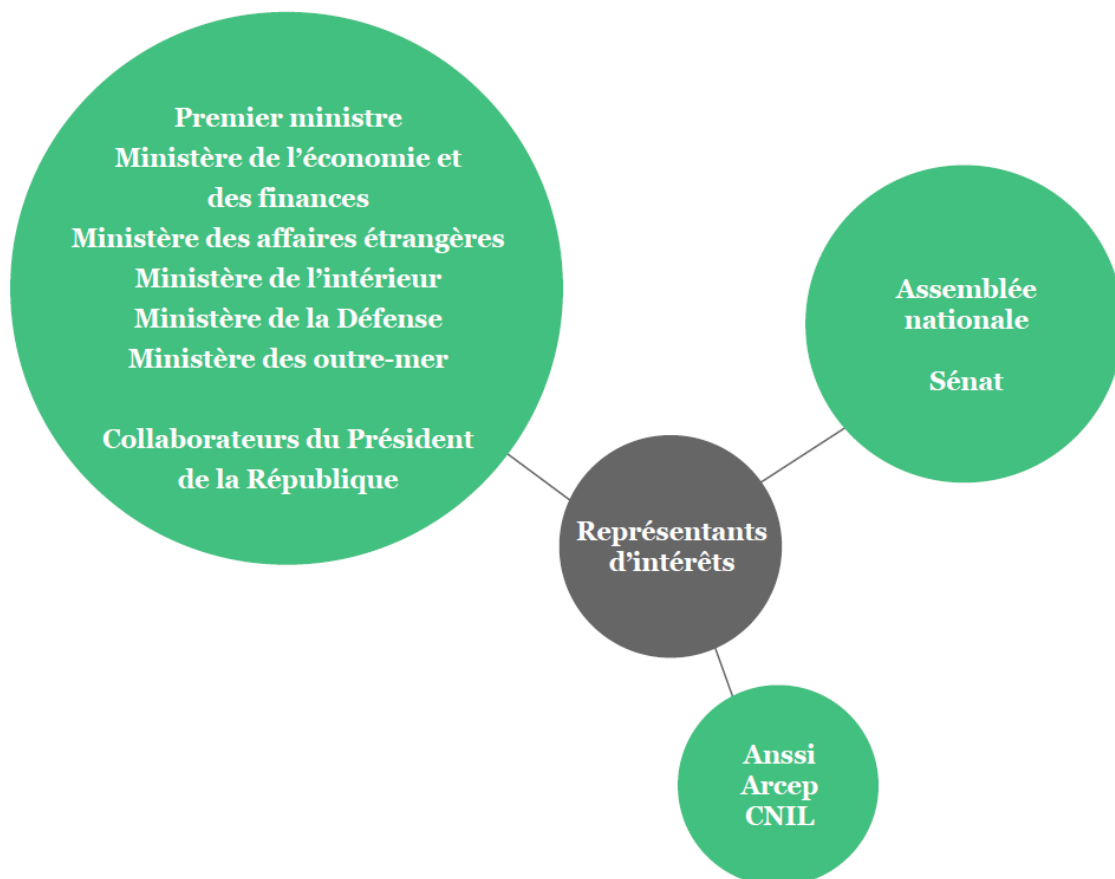 Premier ministre
Ministère de l’économie et
des finances
Ministère des affaires étrangères
Ministère de l’intérieur
Ministère de la Défense
Ministère des outre-mer
Collaborateurs du Président
de la République
Assemblée
nationale
Sénat
Représentants
d’intérêts
Anssi
Arcep
CNIL